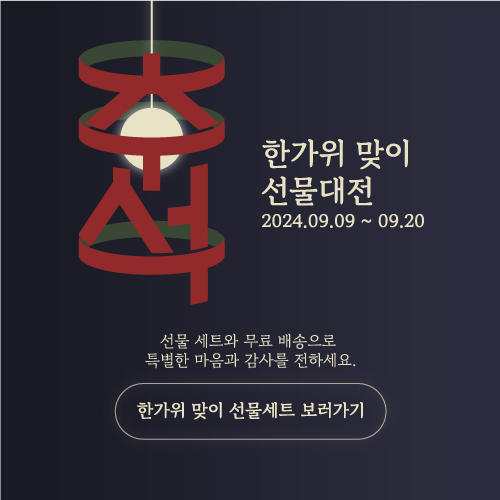 추석
한가위 맞이
선물대전
2024.09.09 ~ 09.20
선물 세트와 무료 배송으로
특별한 마음과 감사를 전하세요.
한가위 맞이 선물세트 보러가기